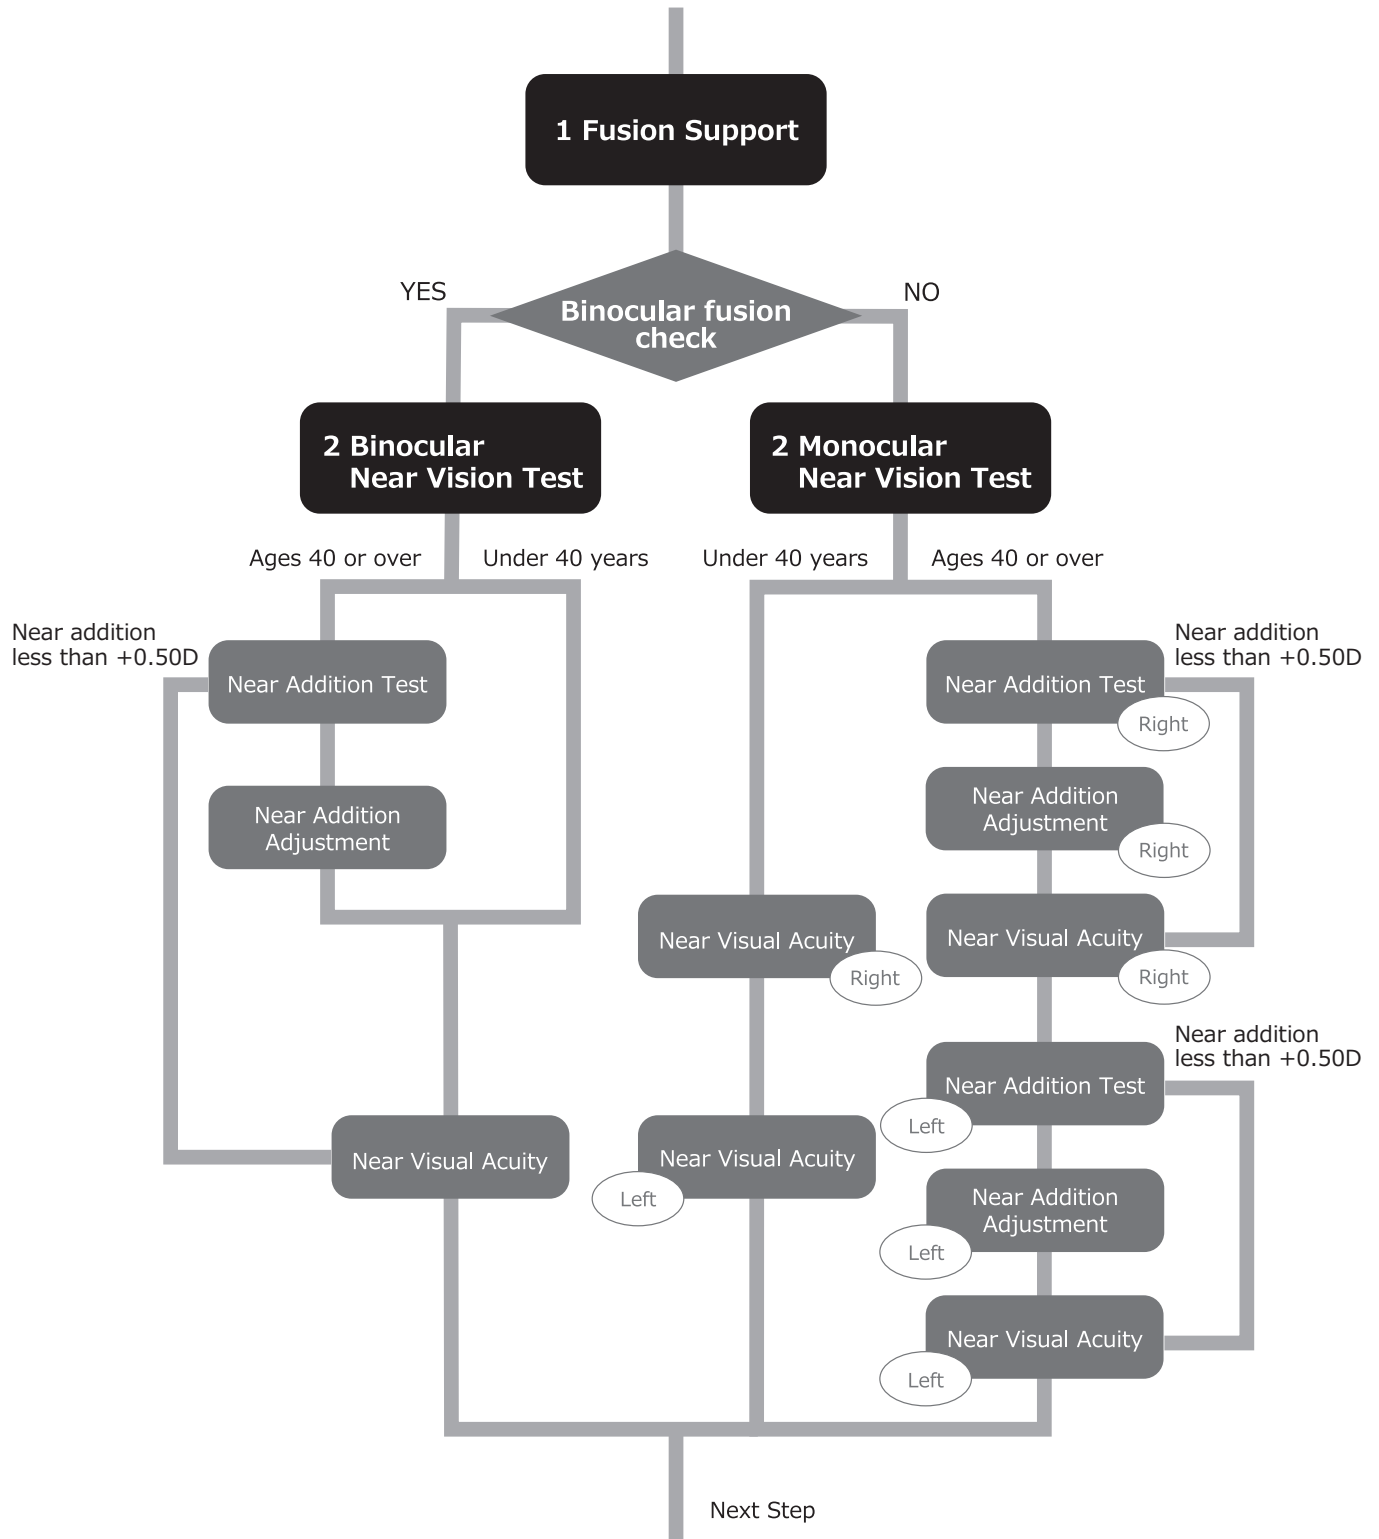 1 Fusion Support
YES
NO
Binocular fusion
check
2 Binocular
Near Vision Test
2 Monocular
Near Vision Test
Ages 40 or over
Under 40 years
Under 40 years
Ages 40 or over
Near addition
less than +0.50D
Near Addition Test
Near Addition
Adjustment
Near Visual Acuity
Near Visual Acuity
Right
Near Visual Acuity
Left
Near addition
less than +0.50D
Near Addition Test
Right
Near Addition
Adjustment
Right
Near Visual Acuity
Right
Near addition
less than +0.50D
Near Addition Test
Left
Near Addition
Adjustment
Left
Near Visual Acuity
Left
Next Step